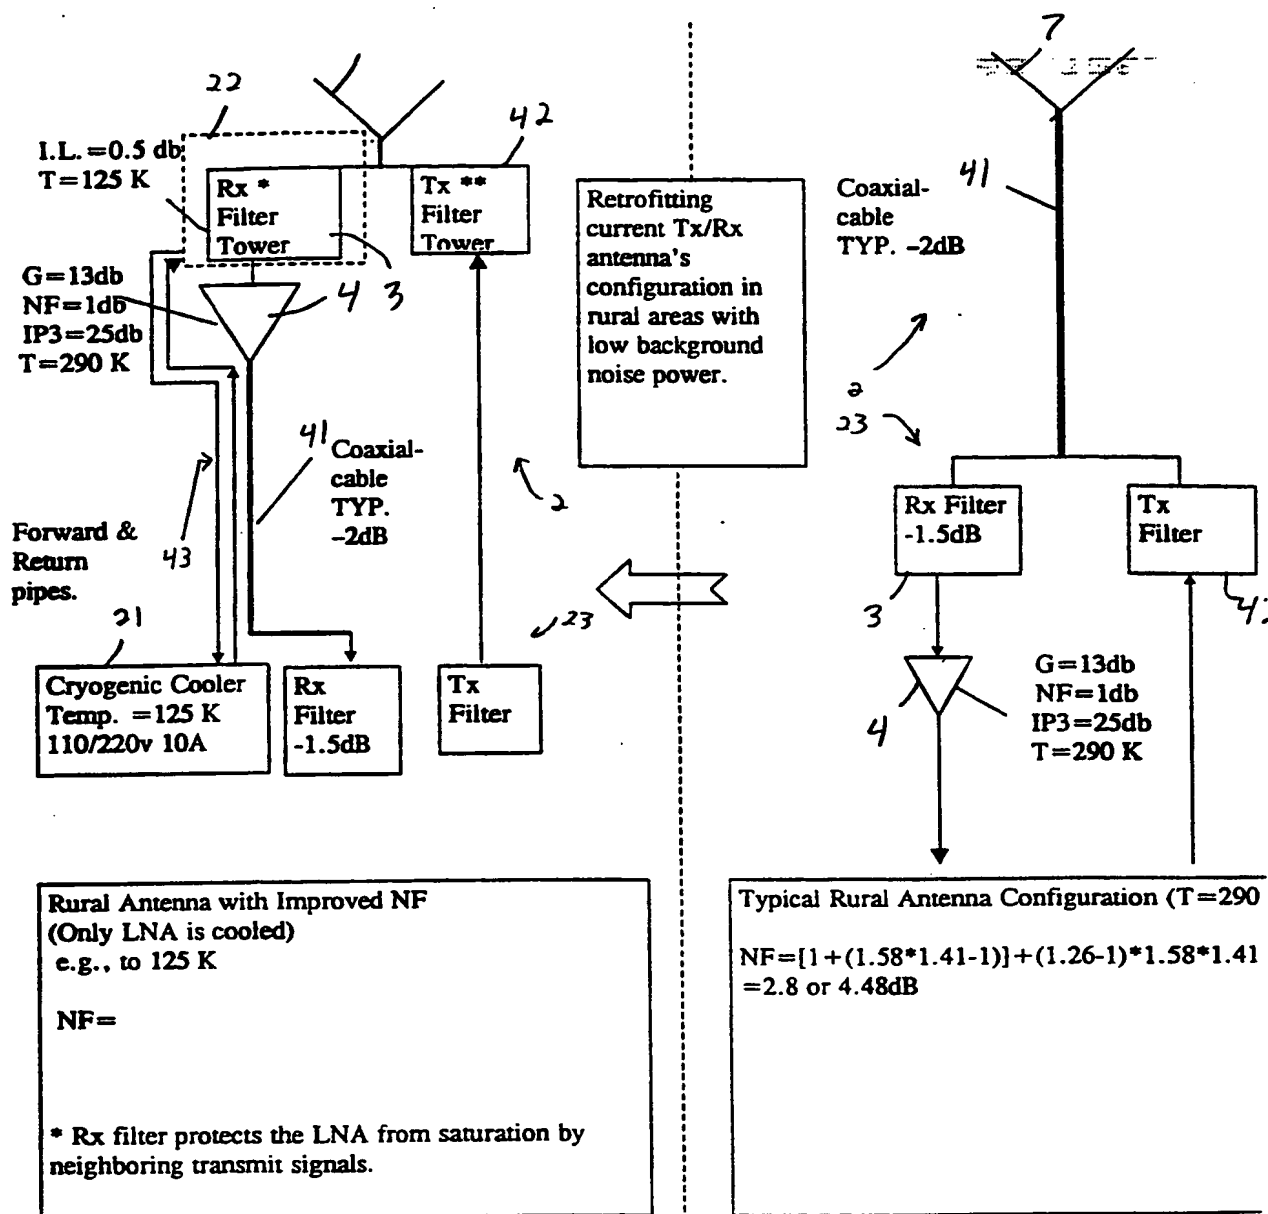 22
42
I.L.=0.5 db
T=125 K
Rx *
Filter
Tower
Tx **
Filter
Tower
G=13db
NF=1db
IP3=25db
T=290 K
4
3
41
Coaxial-
cable
TYP.
-2dB
2
Forward &
Return
pipes.
43
21
23
Cryogenic Cooler
Temp. =125 K
110/220v 10A
Rx
Filter
-1.5dB
Tx
Filter
Retrofitting
current Tx/Rx
antenna's
configuration in
rural areas with
low background
noise power.
7
Coaxial-
cable
TYP. -2dB
41
2
23
Rx Filter
-1.5dB
Tx
Filter
3
42
4
G=13db
NF=1db
IP3=25db
T=290 K
Rural Antenna with Improved NF
(Only LNA is cooled)
e.g., to 125 K
NF=
* Rx filter protects the LNA from saturation by
neighboring transmit signals.
Typical Rural Antenna Configuration (T=290
NF=[1+(1.58*1.41-1)]+(1.26-1)*1.58*1.41
=2.8 or 4.48dB